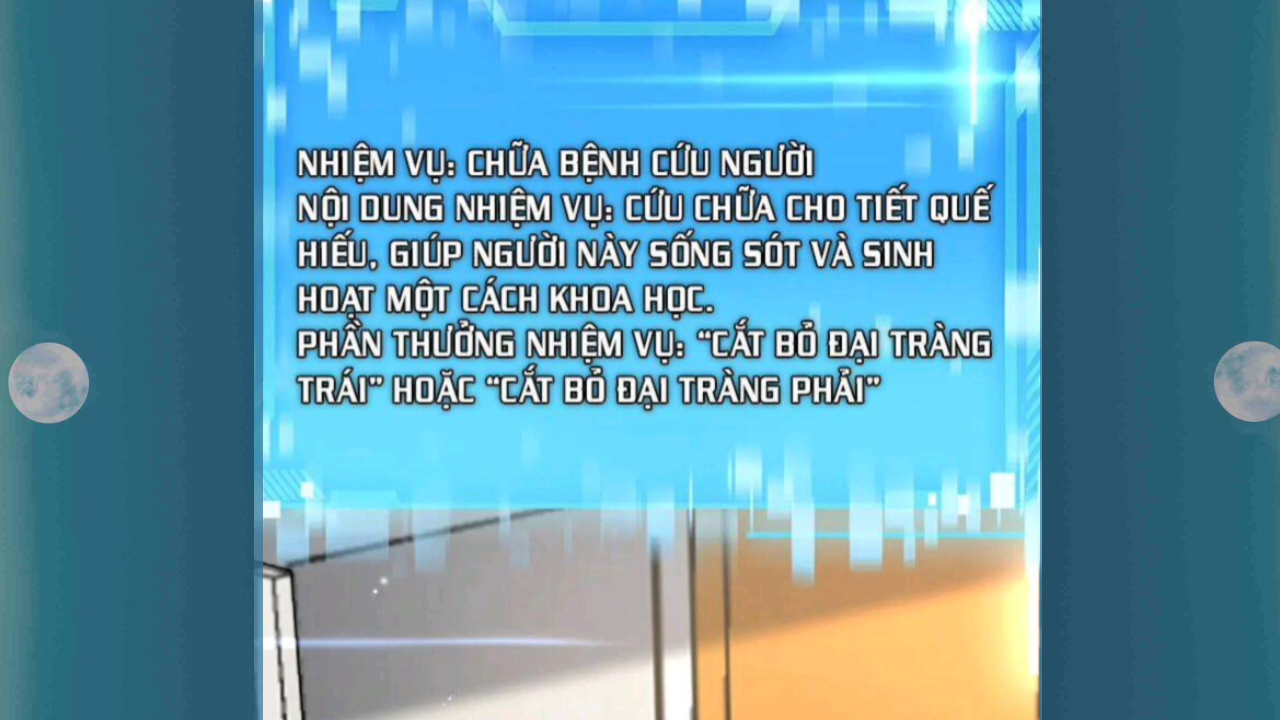 NHIỆM VỤ: CHỮA BỆNH CỨU NGƯỜI
NỘI DUNG NHIỆM VỤ: CỨU CHỮA CHO TIẾT QUẾ
HIẾU, GIÚP NGƯỜI NÀY SỐNG SÓT VÀ SINH
HOẠT MỘT CÁCH KHOA HỌC.
PHẦN THƯỞNG NHIỆM VỤ: “CẮT BỎ ĐẠI TRÀNG
TRÁI” HOẶC “CẮT BỎ ĐẠI TRÀNG PHẢI”